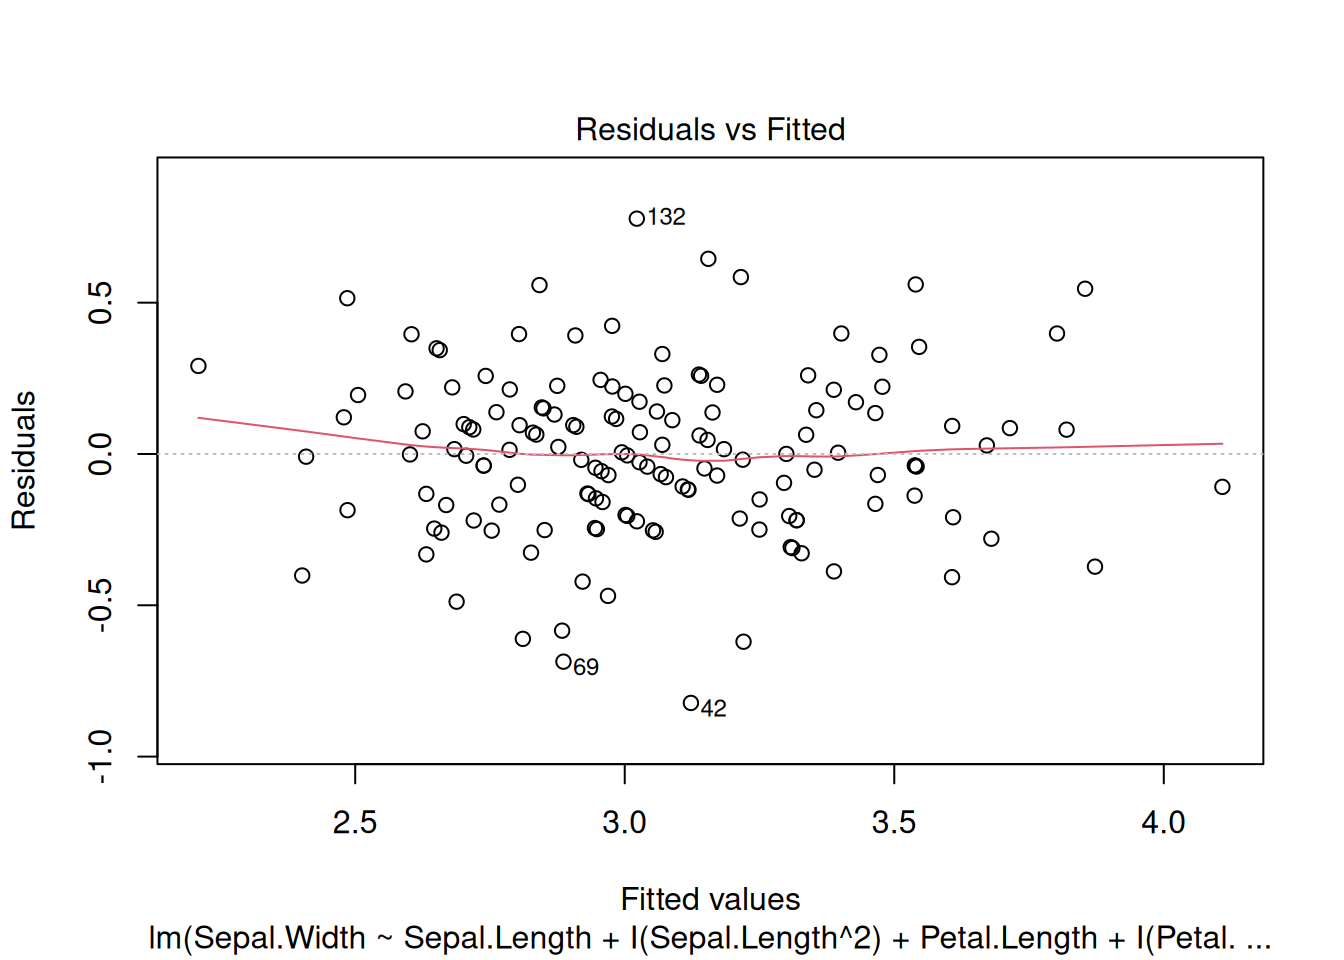 Residuals vs Fitted
132
0.5
Residuals
0.0
-0.5
69
42
-1.0
2.5 3.0 3.5 4.0
Fitted values
lm(Sepal.Width ~ Sepal.Length + I(Sepal.Length^2) + Petal.Length + I(Petal. ...